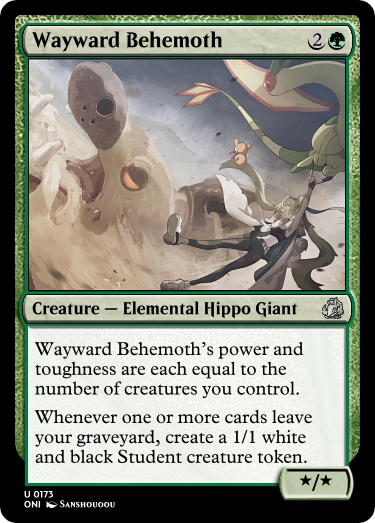 Wayward Behemoth 2
Creature — Elemental Hippo Giant
Wayward Behemoth's power and
toughness are each equal to the
number of creatures you control.
Whenever one or more cards leave
your graveyard, create a 1/1 white
and black Student creature token.
★/★
U 0173
ONI SANSHOUOOU